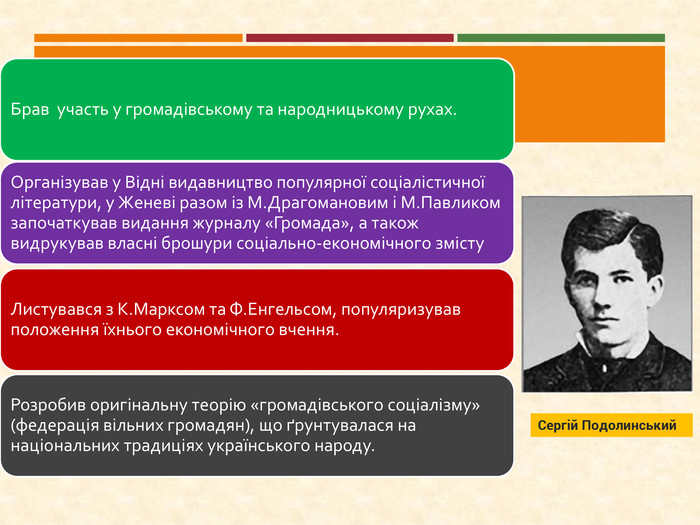 Брав участь у громадівському та народницькому рухах.
Організував у Відні видавництво популярної соціалістичної
літератури, у Женеві разом із М.Драгомановим і М.Павликом
започаткував видання журналу «Громада», а також
видрукував власні брошури соціально-економічного змісту
Листувався з К.Марксом та Ф.Енгельсом, популяризував
положення їхнього економічного вчення.
Розробив оригінальну теорію «громадівського соціалізму»
(федерація вільних громадян), що ґрунтувалася на
національних традиціях українського народу.
Сергій Подолинський